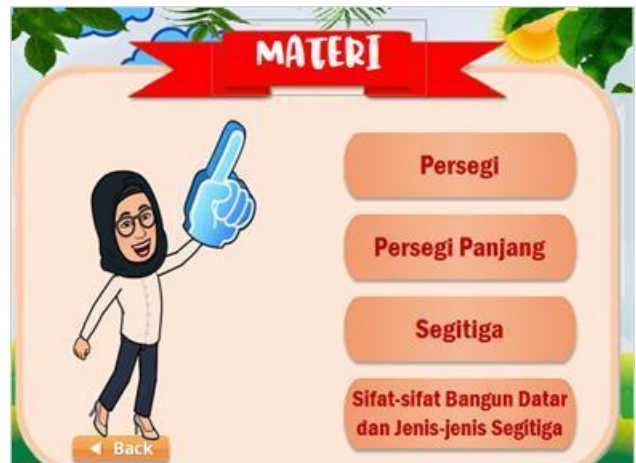 MATERI
Persegi
Persegi Panjang
Segitiga
Sifat-sifat Bangun Datar
dan Jenis-jenis Segitiga
Back